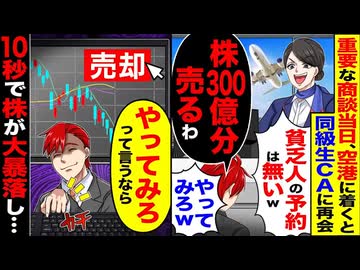 重要な商談当日、空港に着くと
同級生CAに再会
貧乏人の予約
は無いw
株300億分
売るわ
やって
みろw
売却
やってみろ
って言うなら
カチッ
10秒で株が大暴落し…